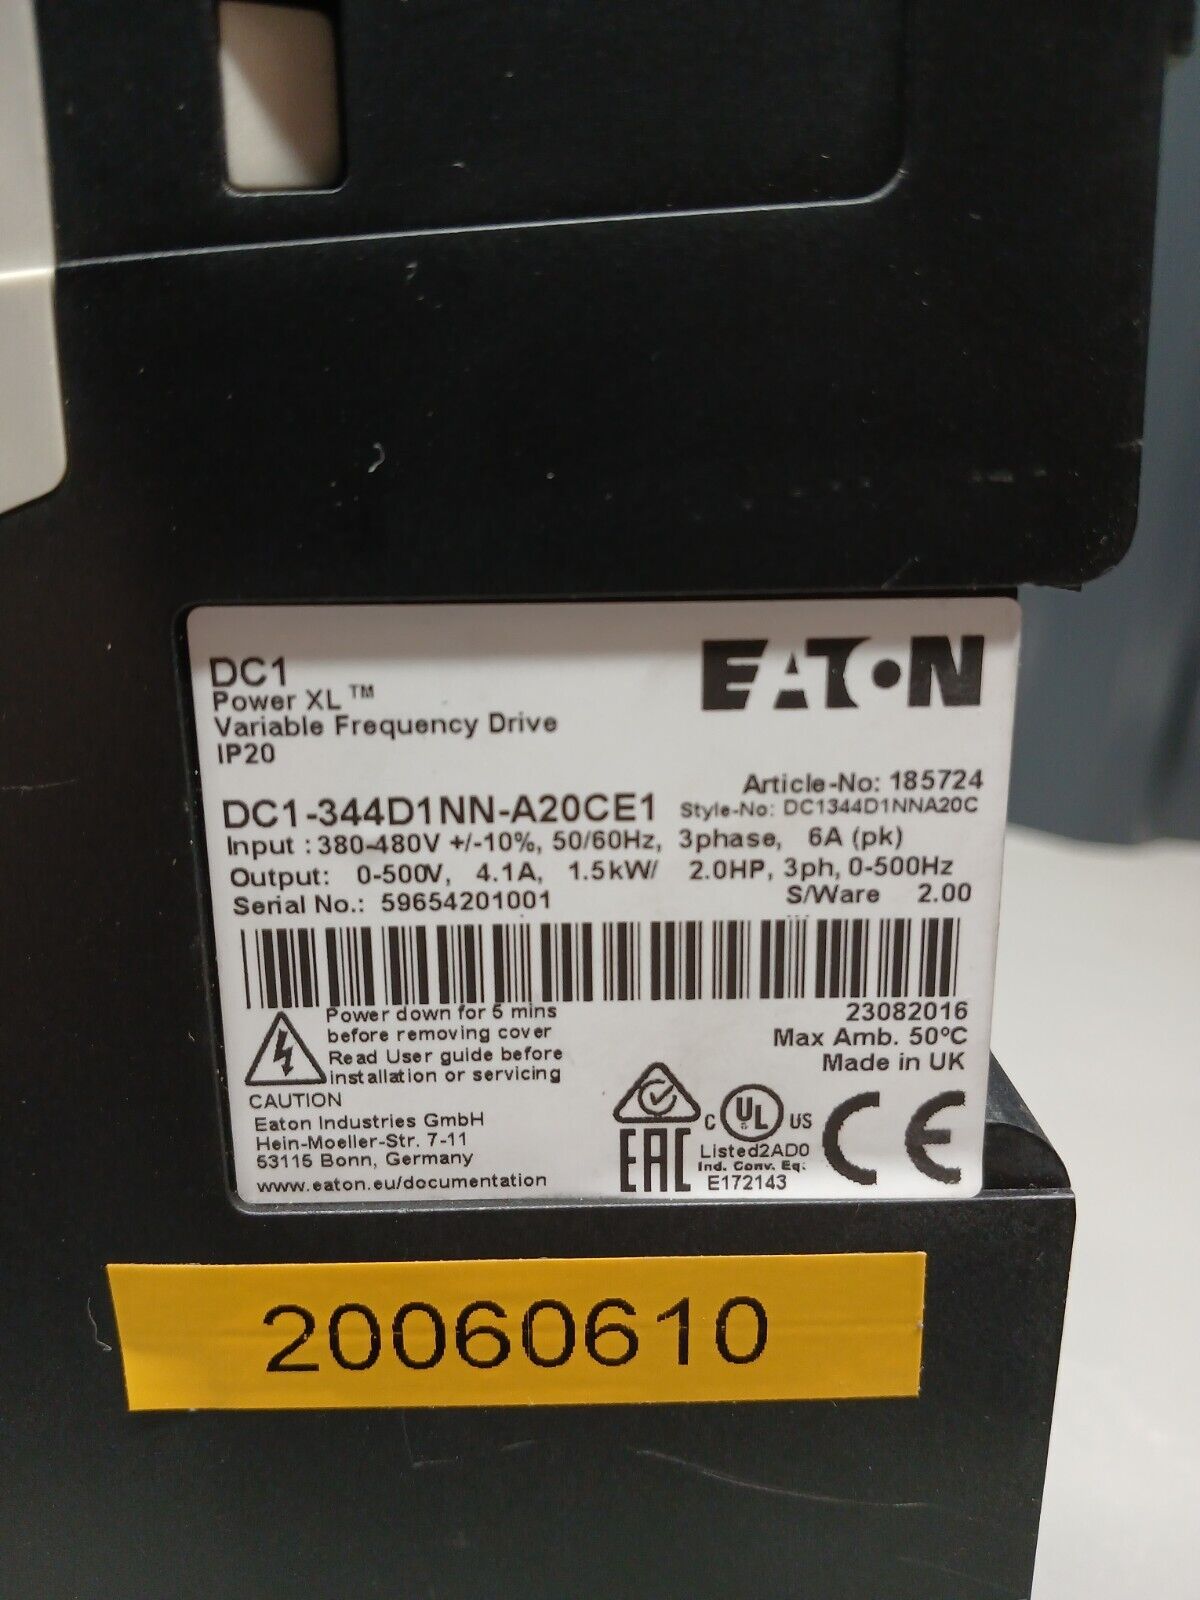 DC1
Power XL™
Variable Frequency Drive
IP20
EATON
Article-No: 185724
DC1-344D1NN-A20CE1 Style-No: DC1344D1NNA20C
Input : 380-480V +/-10%, 50/60Hz, 3phase, 6A (pk)
Output: 0-500V, 4.1A, 1.5kW/ 2.0HP, 3ph, 0-500Hz
Serial No.: 59654201001 S/Ware 2.00
23082016
Max Amb. 50ºC
Made in UK
Power down for 5 mins
before removing cover
Read User guide before
installation or servicing
CAUTION
Eaton Industries GmbH
Hein-Moeller-Str. 7-11
53115 Bonn, Germany
www.eaton.eu/documentation
EAC
C UL US
Listed2AD0
Ind. Conv. Eq:
E172143
CE
20060610